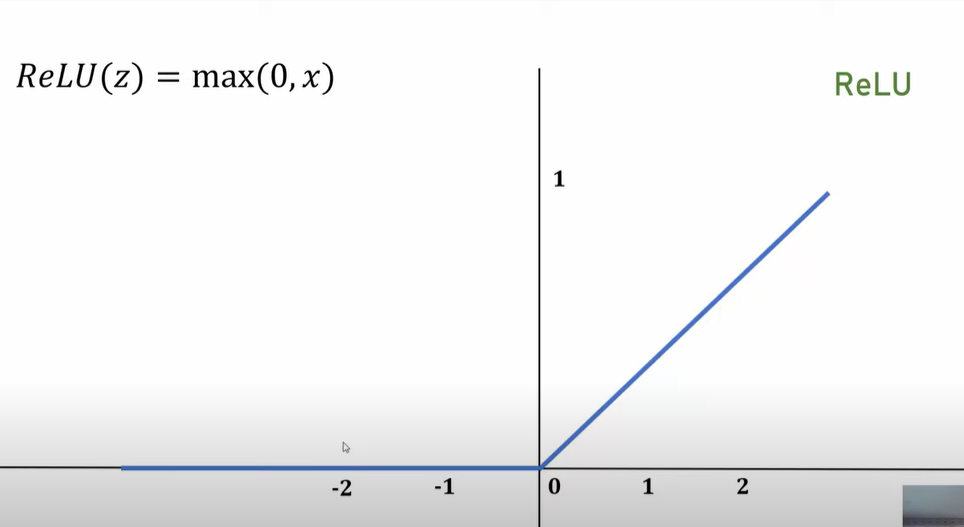 ReLU(z) = max(0, x)
ReLU
1
-2 -1 0 1 2